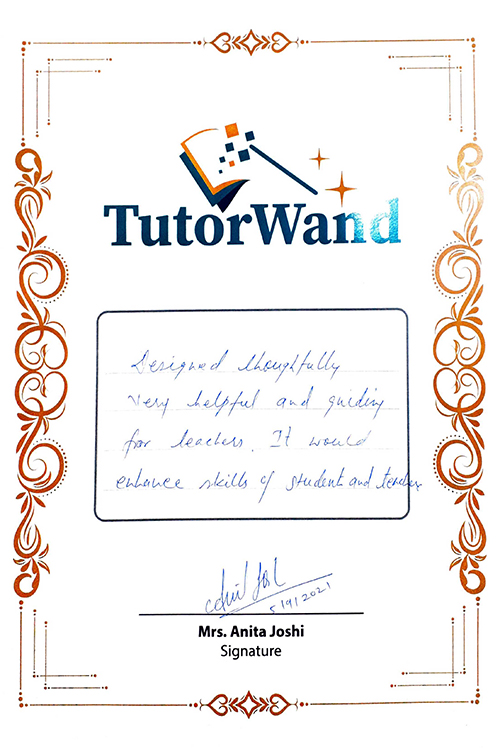 TutorWand
Designed thoughtfully
Very helpful and guiding
for teachers. It would
enhance skills of student and teacher
5/9/2021
Mrs. Anita Joshi
Signature